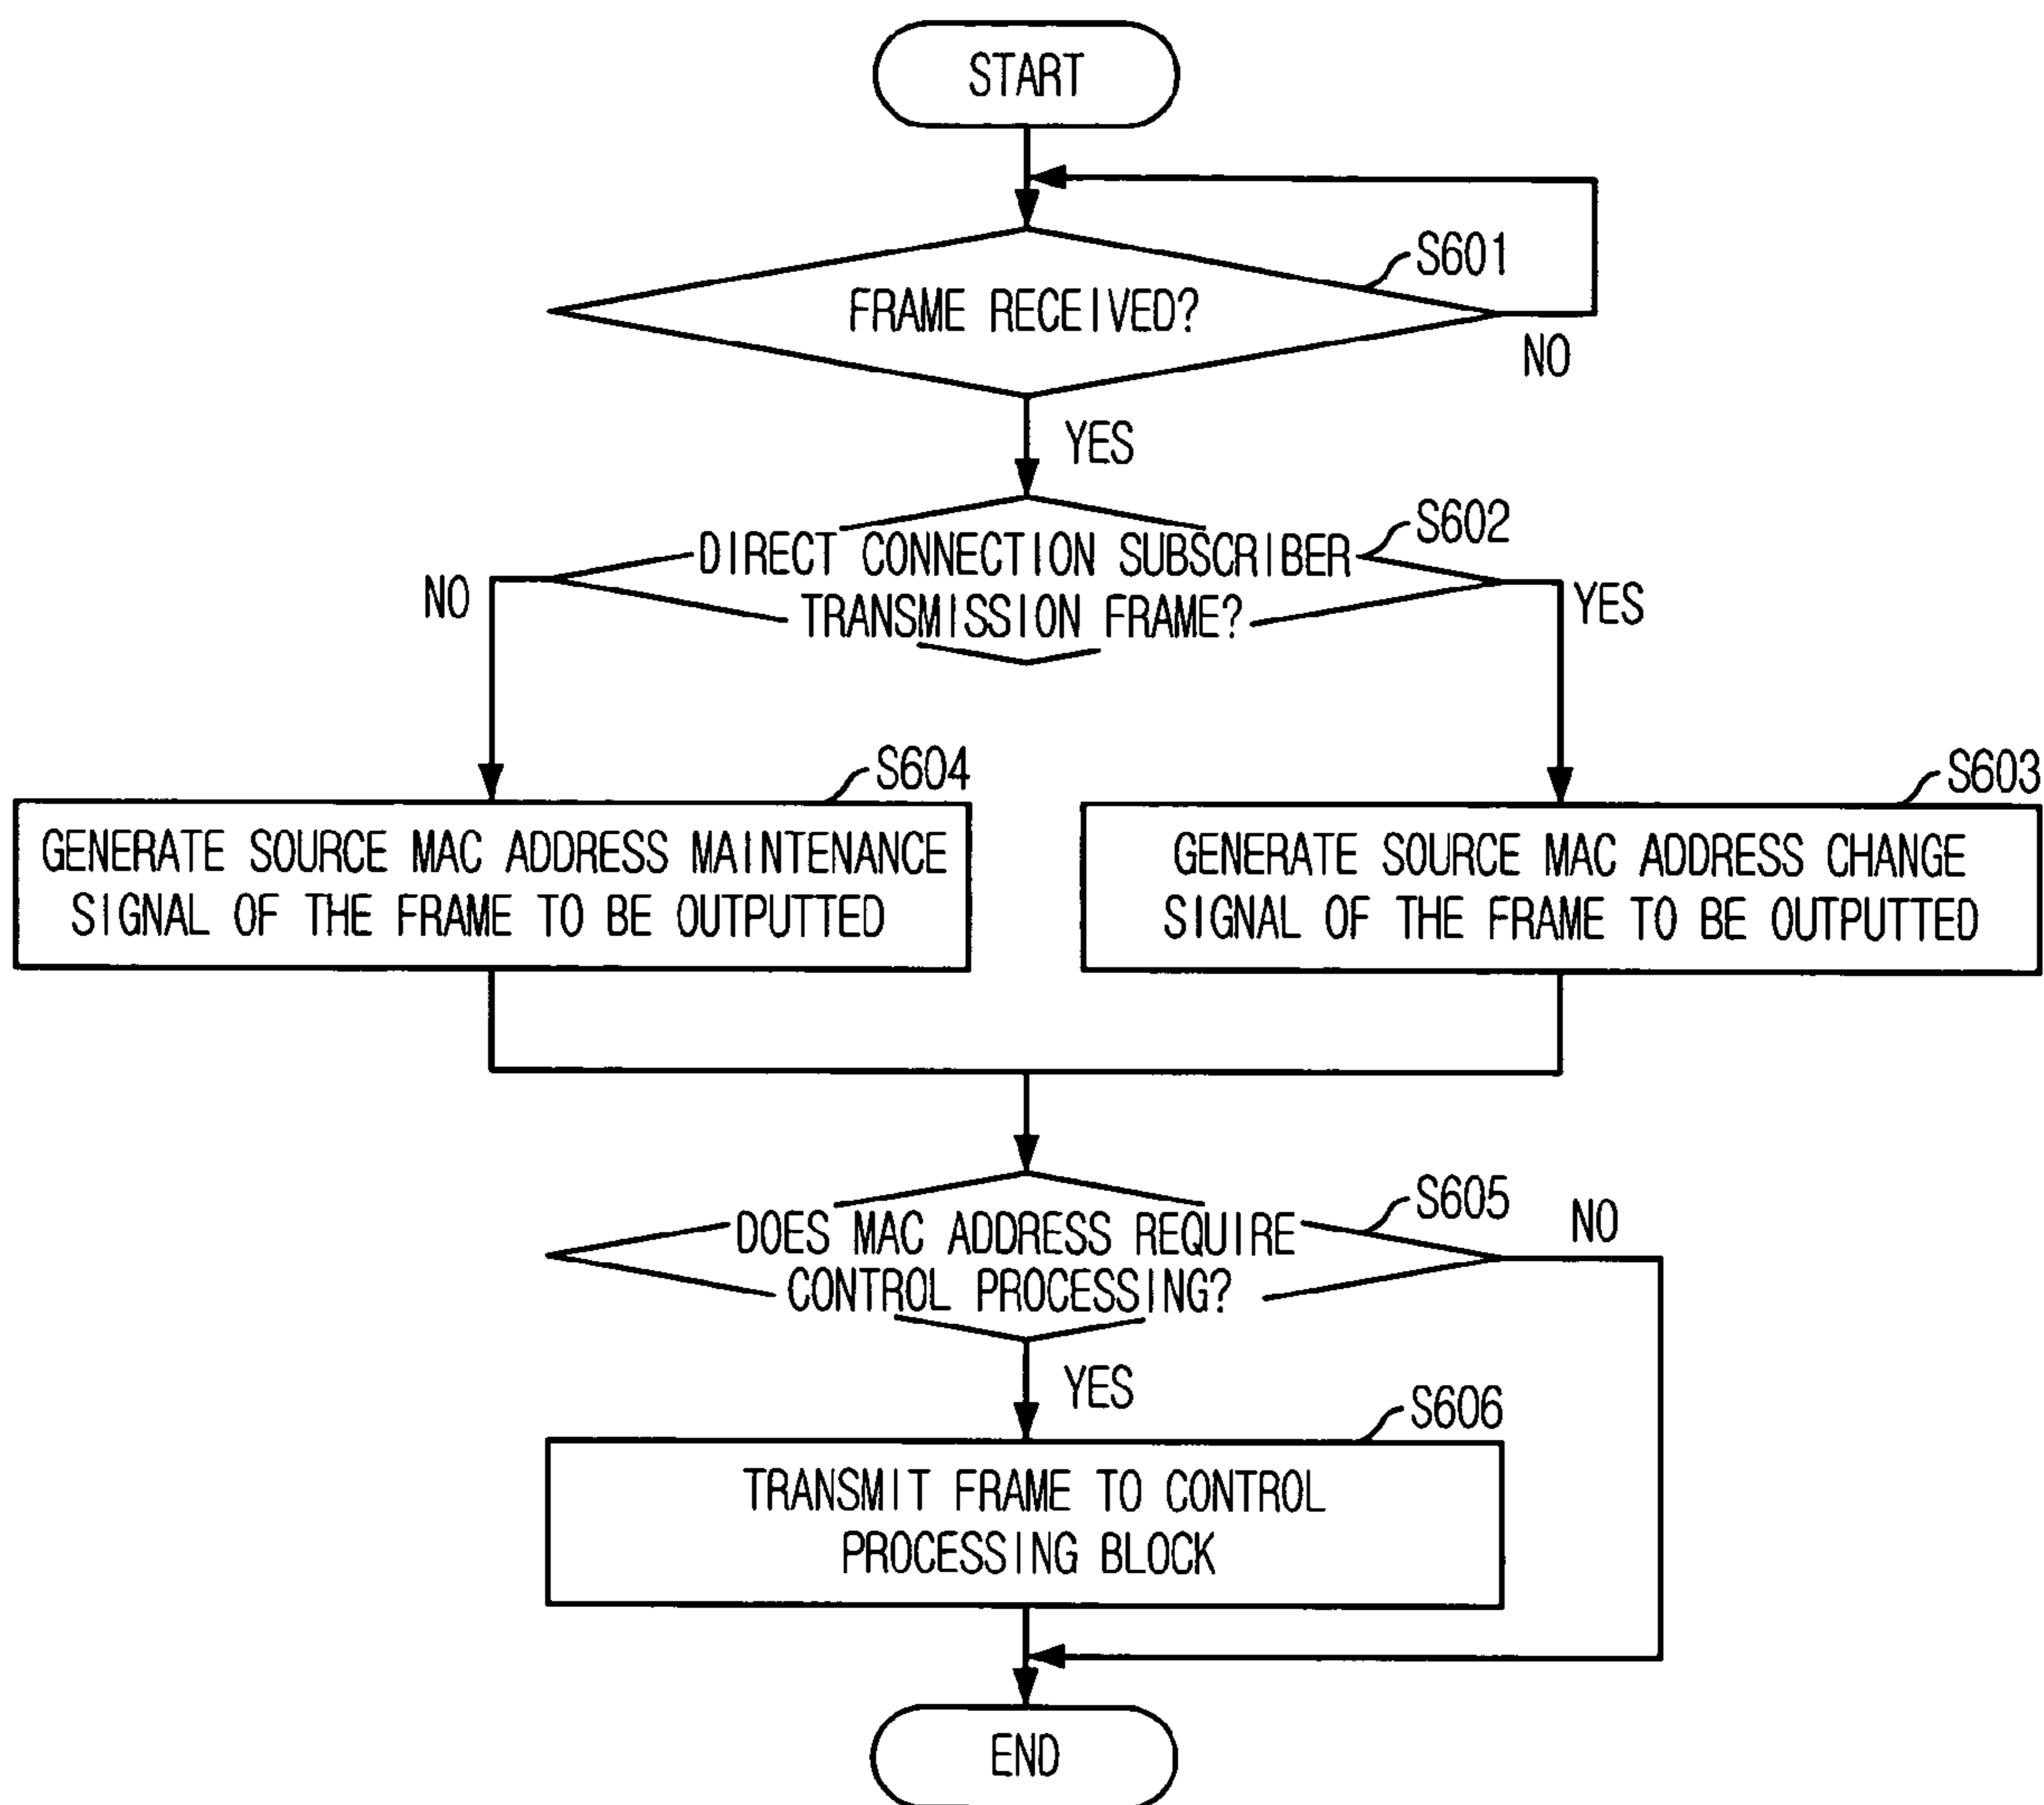 START
S601
FRAME RECEIVED?
NO
YES
S602
DIRECT CONNECTION SUBSCRIBER
TRANSMISSION FRAME?
NO
YES
S604
S603
GENERATE SOURCE MAC ADDRESS MAINTENANCE
SIGNAL OF THE FRAME TO BE OUTPUTTED
GENERATE SOURCE MAC ADDRESS CHANGE
SIGNAL OF THE FRAME TO BE OUTPUTTED
S605
NO
DOES MAC ADDRESS REQUIRE
CONTROL PROCESSING?
YES
S606
TRANSMIT FRAME TO CONTROL
PROCESSING BLOCK
END